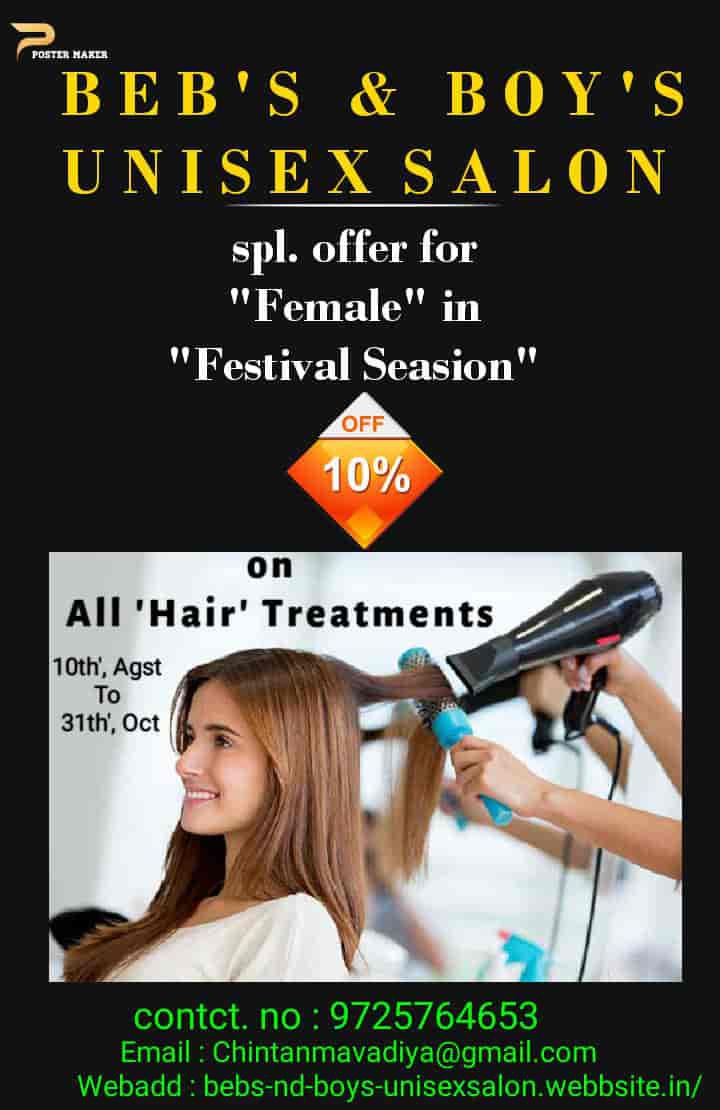 POSTER MAKER
BEB'S & BOY'S
UNISEX SALON
spl. offer for
"Female" in
"Festival Seasion"
OFF
10%
on
All 'Hair' Treatments
10th', Agst
To
31th', Oct
contct. no : 9725764653
Email : Chintanmavadiya@gmail.com
Webadd : bebs-nd-boys-unisexsalon.webbsite.in/